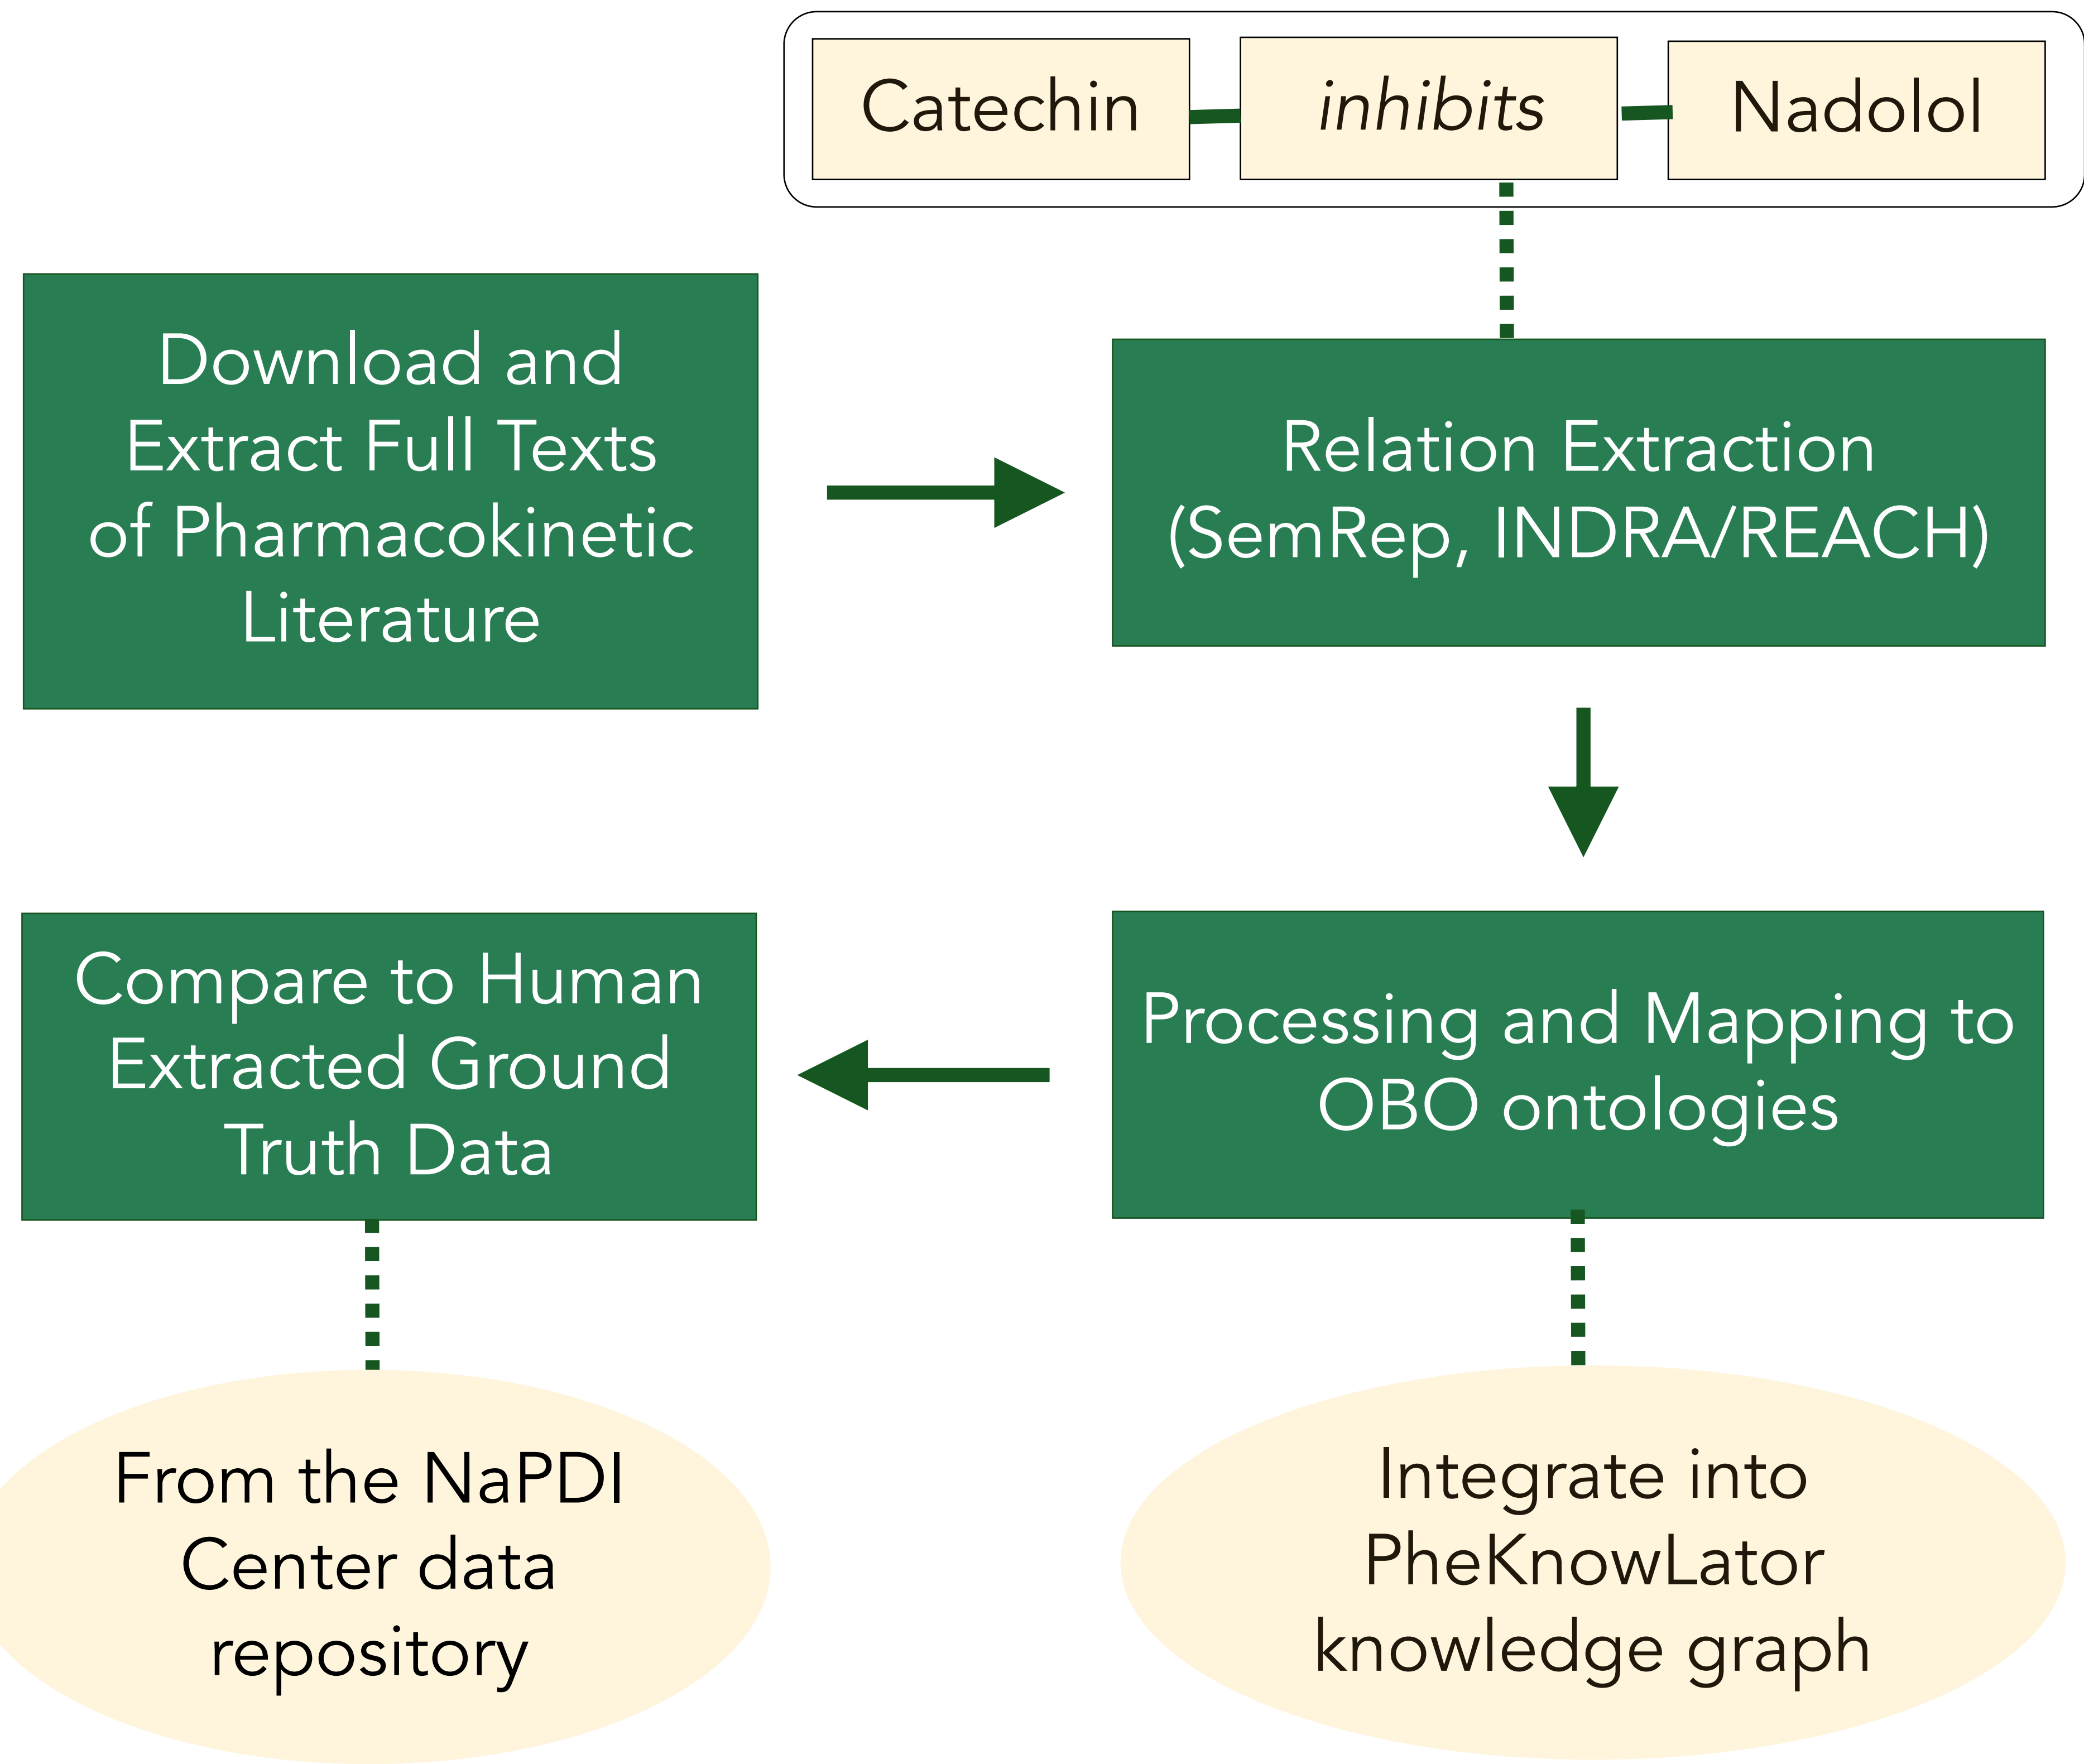 Catechin
inhibits
Nadolol
Download and
Extract Full Texts
of Pharmacokinetic
Literature
Relation Extraction
(SemRep, INDRA/REACH)
Processing and Mapping to
OBO ontologies
Compare to Human
Extracted Ground
Truth Data
From the NaPDI
Center data
repository
Integrate into
PheKnowLator
knowledge graph